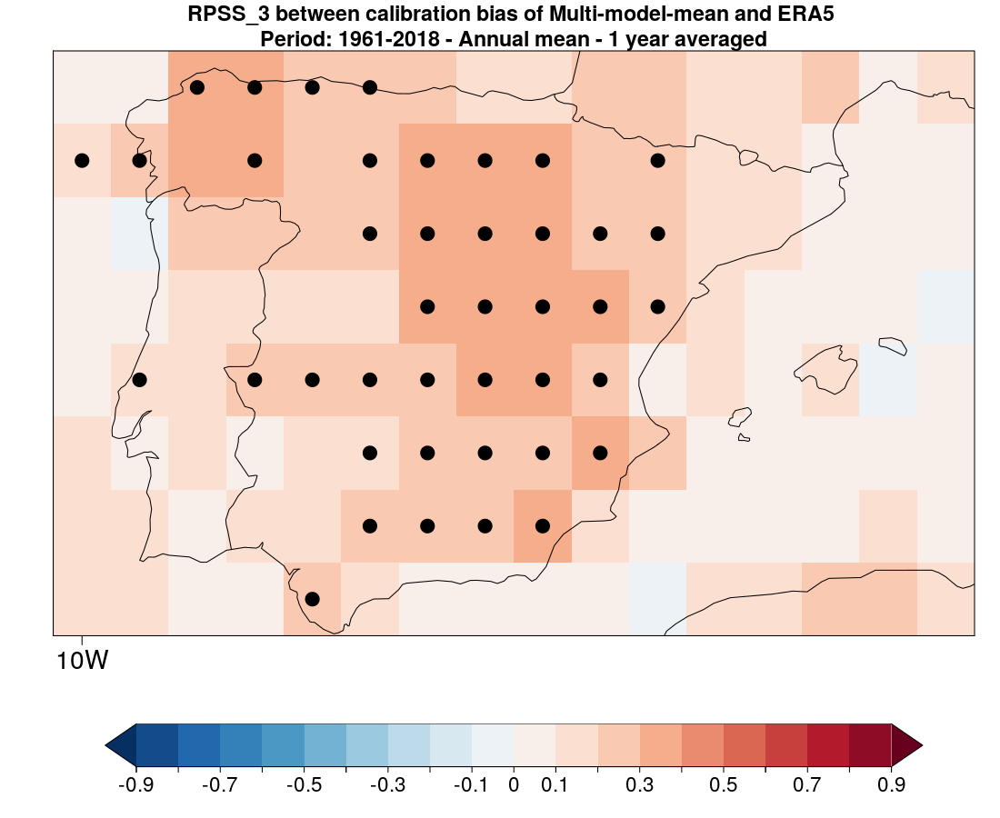 RPSS_3 between calibration bias of Multi-model-mean and ERA5
Period: 1961-2018 - Annual mean - 1 year averaged
10W
-0.9 -0.7 -0.5 -0.3 -0.1 0 0.1 0.3 0.5 0.7 0.9